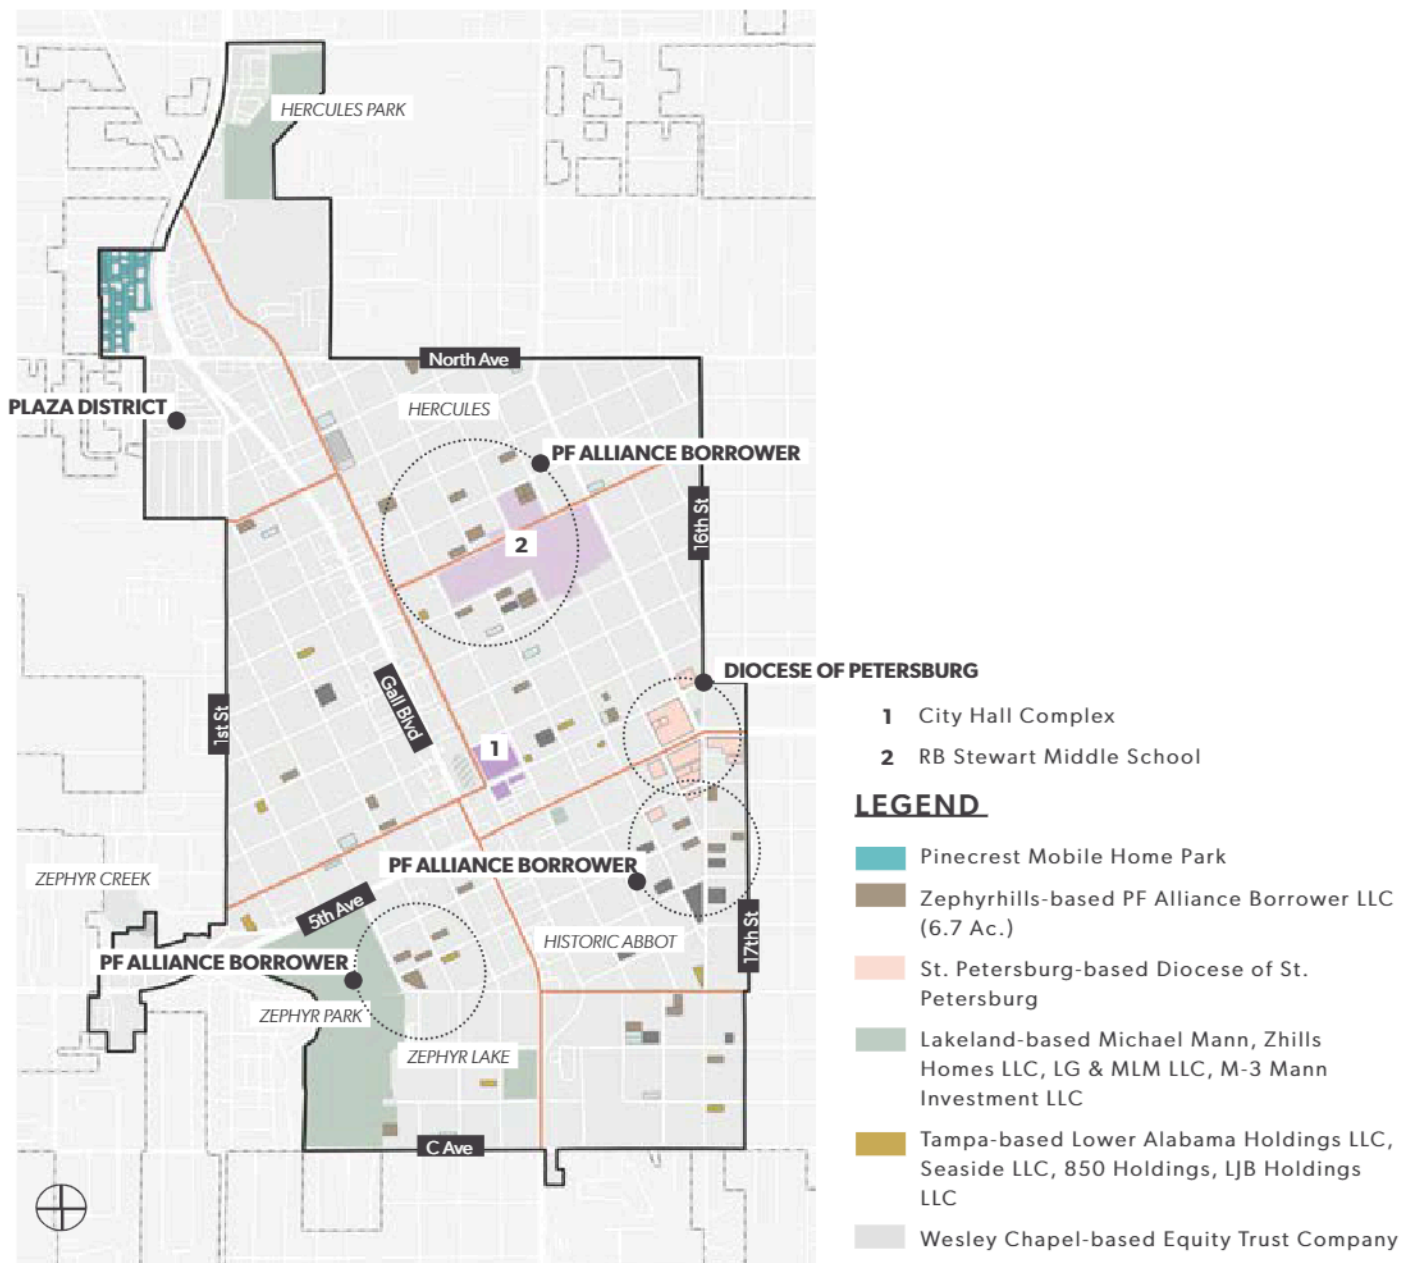 HERCULES PARK
North Ave
PLAZA DISTRICT
HERCULES
PF ALLIANCE BORROWER
16th St
2
DIOCESE OF PETERSBURG
Gall Blvd
1st St
1
1 City Hall Complex
2 RB Stewart Middle School
LEGEND
Pinecrest Mobile Home Park
PF ALLIANCE BORROWER
ZEPHYR CREEK
5th Ave
Zephyrhills-based PF Alliance Borrower LLC
(6.7 Ac.)
HISTORIC ABBOT
17th St
PF ALLIANCE BORROWER
St. Petersburg-based Diocese of St.
Petersburg
ZEPHYR PARK
ZEPHYR LAKE
Lakeland-based Michael Mann, Zhills
Homes LLC, LG & MLM LLC, M-3 Mann
Investment LLC
C Ave
Tampa-based Lower Alabama Holdings LLC,
Seaside LLC, 850 Holdings, LJB Holdings
LLC
Wesley Chapel-based Equity Trust Company